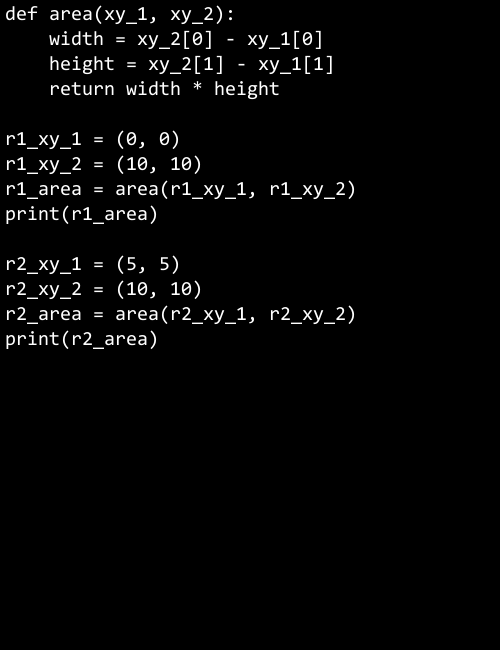 def area(xy_1, xy_2):
    width = xy_2[0] - xy_1[0]
    height = xy_2[1] - xy_1[1]
    return width * height

r1_xy_1 = (0, 0)
r1_xy_2 = (10, 10)
r1_area = area(r1_xy_1, r1_xy_2)
print(r1_area)

r2_xy_1 = (5, 5)
r2_xy_2 = (10, 10)
r2_area = area(r2_xy_1, r2_xy_2)
print(r2_area)